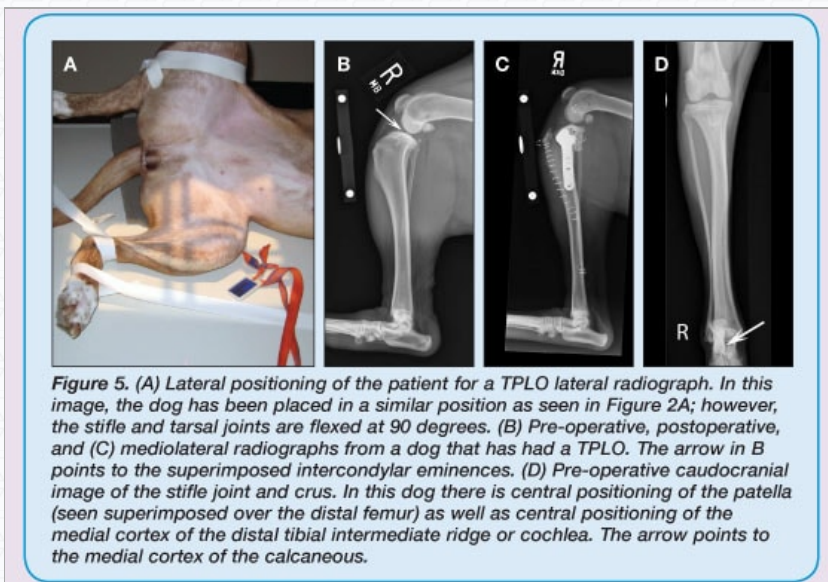 A
B
C
D
R
MB
R
R
Figure 5. (A) Lateral positioning of the patient for a TPLO lateral radiograph. In this
image, the dog has been placed in a similar position as seen in Figure 2A; however,
the stifle and tarsal joints are flexed at 90 degrees. (B) Pre-operative, postoperative,
and (C) mediolateral radiographs from a dog that has had a TPLO. The arrow in B
points to the superimposed intercondylar eminences. (D) Pre-operative caudocranial
image of the stifle joint and crus. In this dog there is central positioning of the patella
(seen superimposed over the distal femur) as well as central positioning of the
medial cortex of the distal tibial intermediate ridge or cochlea. The arrow points to
the medial cortex of the calcaneous.